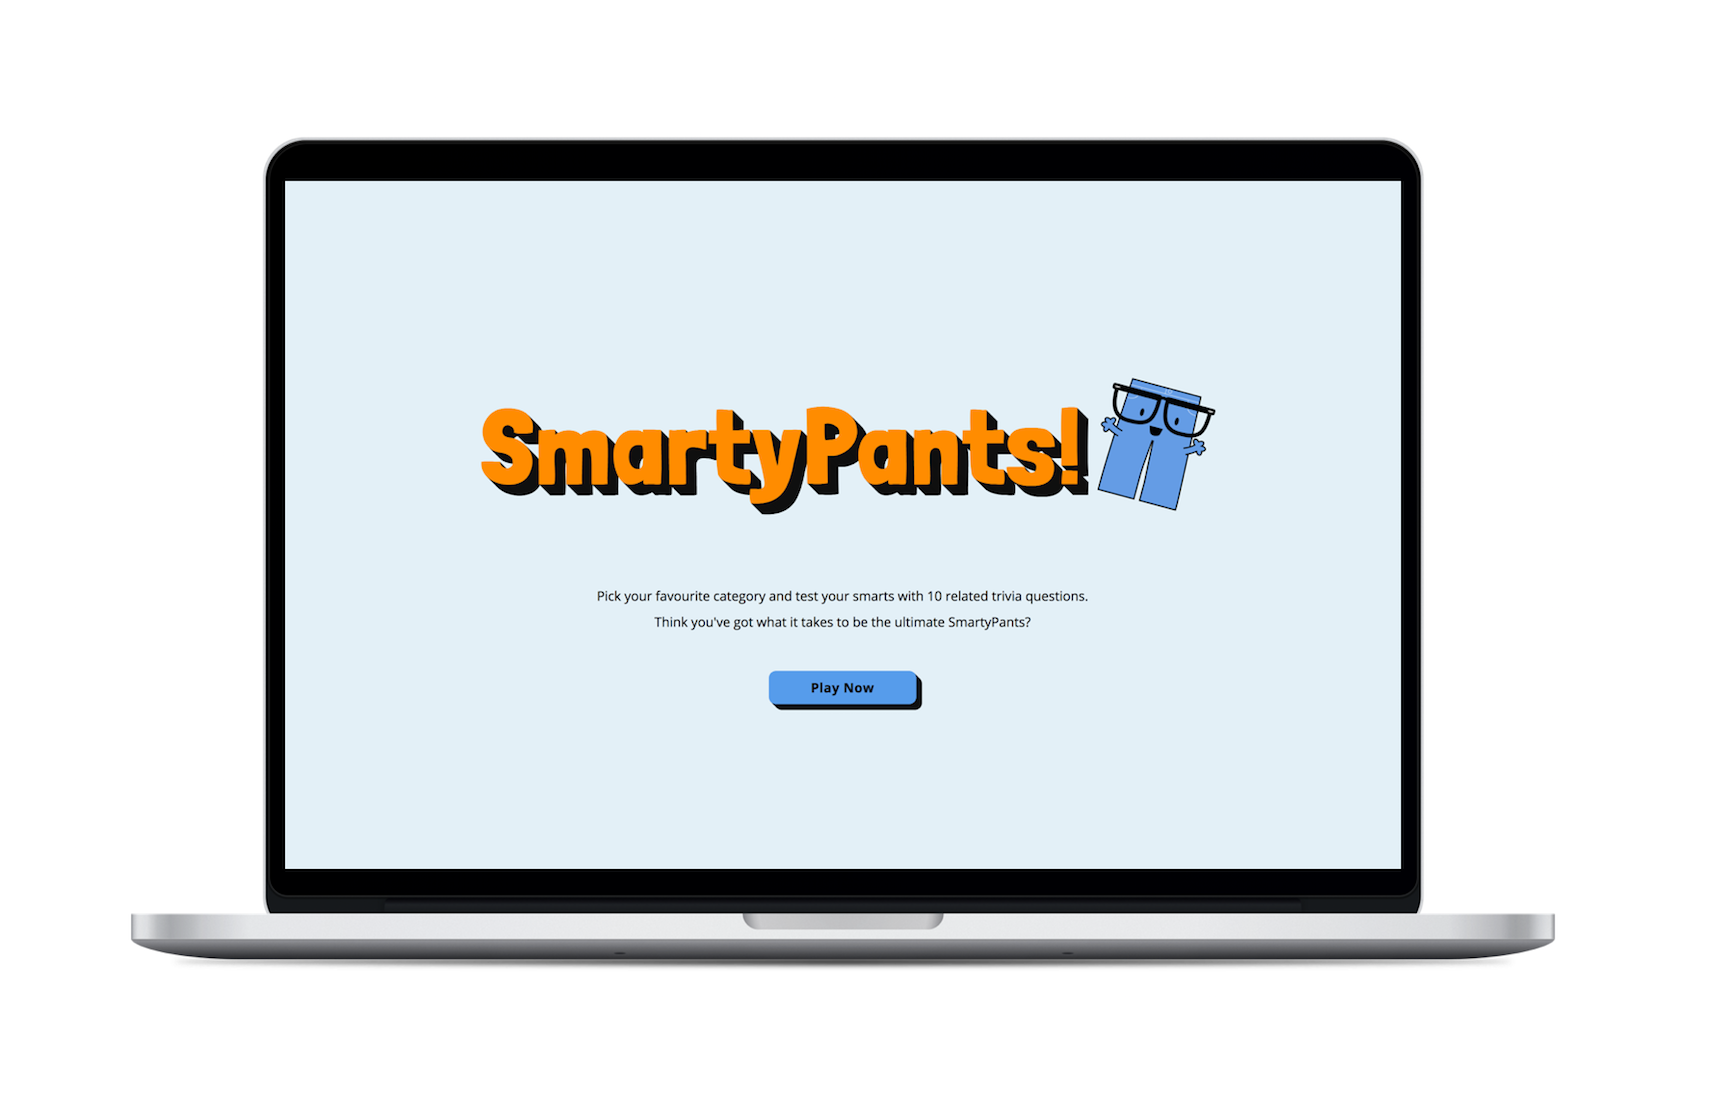 SmartyPants!
Pick your favourite category and test your smarts with 10 related trivia questions.
Think you've got what it takes to be the ultimate SmartyPants?
Play Now